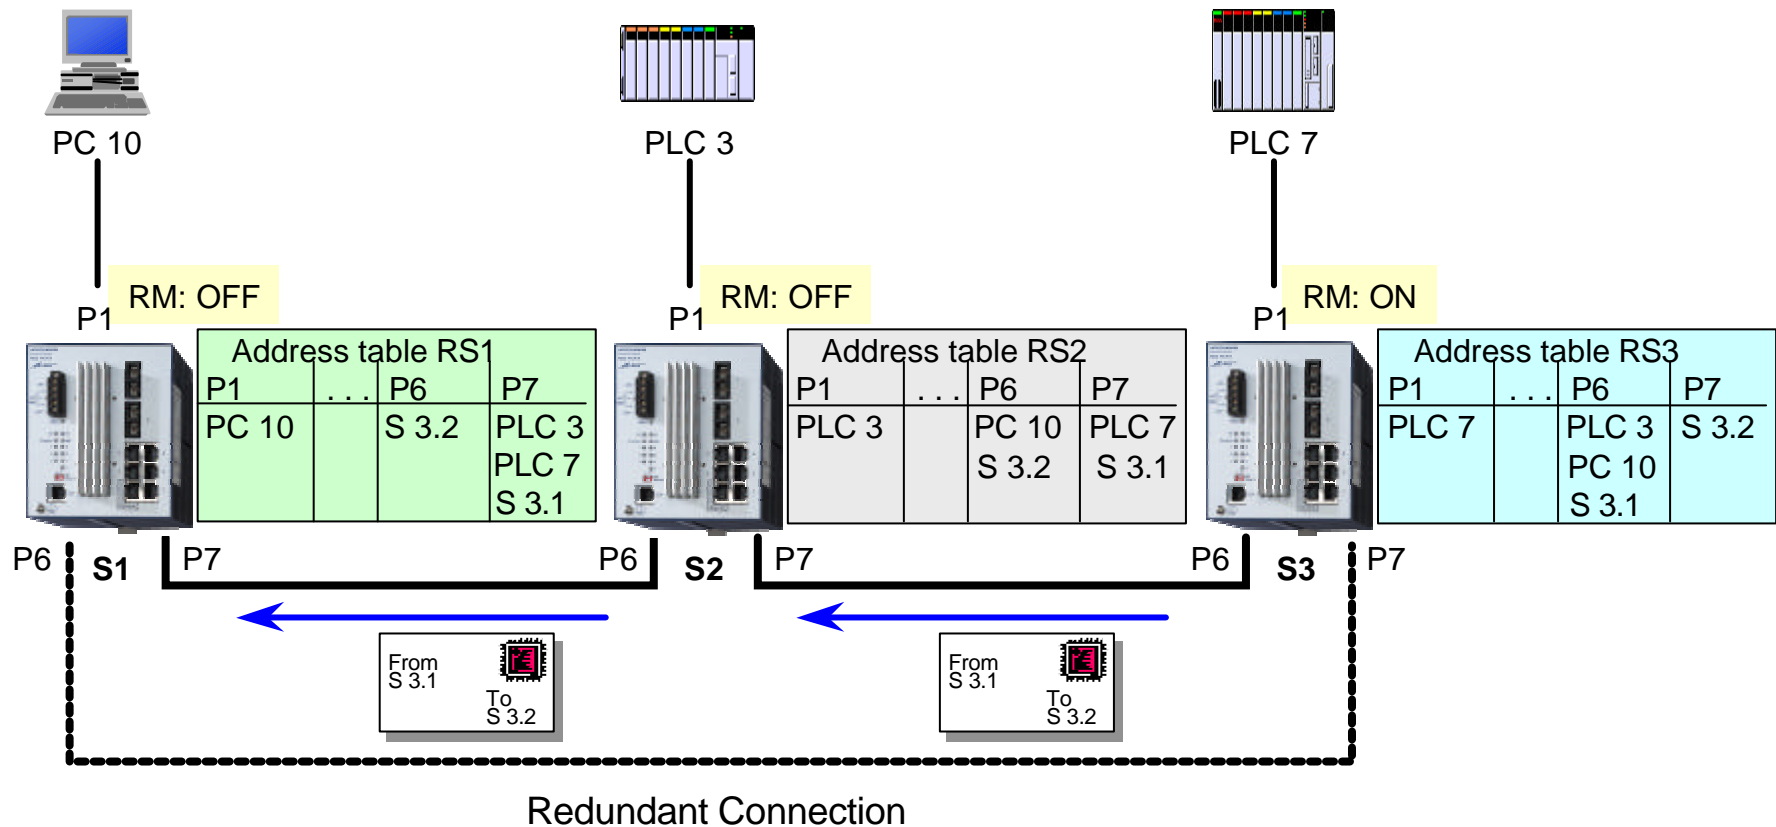 PC 10
PLC 3
PLC 7
RM: OFF
RM: OFF
RM: ON
P1
P1
P1
Address table RS1
P1 . . . P6 P7
PC 10 S 3.2 PLC 3
PLC 7
S 3.1
Address table RS2
P1 . . . P6 P7
PLC 3 PC 10 PLC 7
S 3.2 S 3.1
Address table RS3
P1 . . . P6 P7
PLC 7 PLC 3 S 3.2
PC 10
S 3.1
P6 S1 P7
P6 S2 P7
P6 S3 P7
From
S 3.1
To
S 3.2
From
S 3.1
To
S 3.2
Redundant Connection